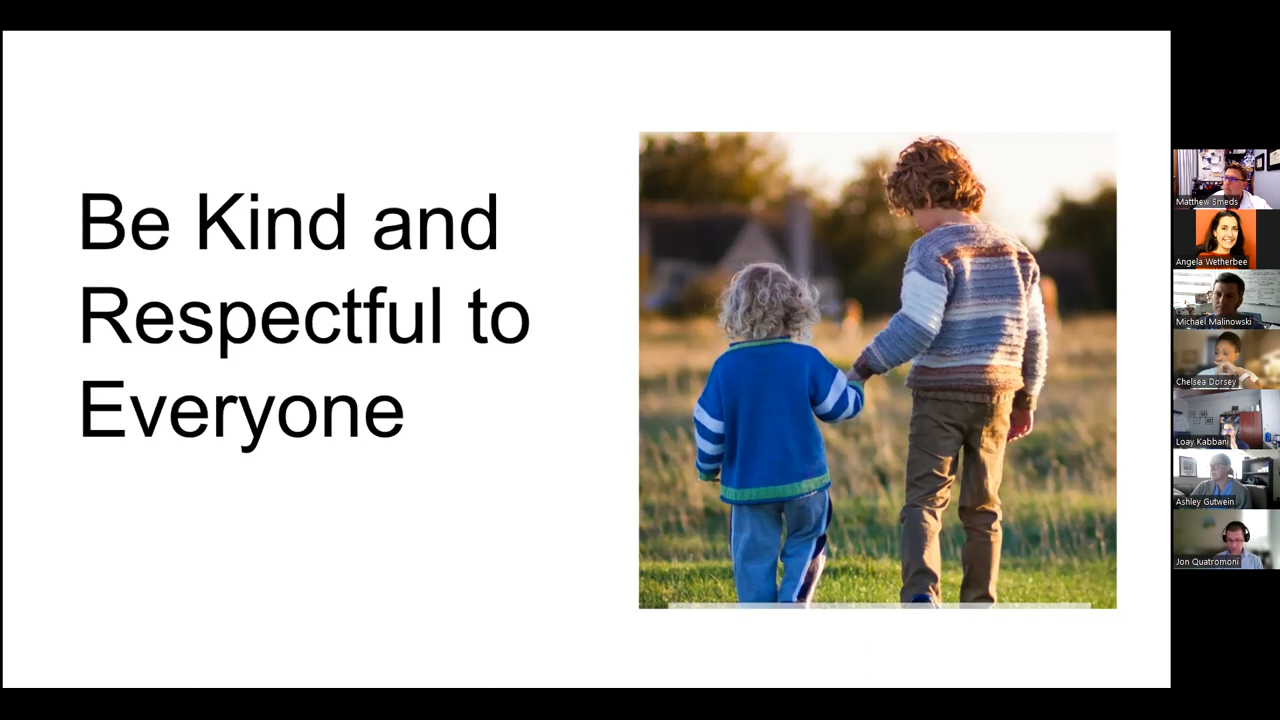 Be Kind and
Respectful to
Everyone
Matthew Smeds
Angela Wetherbee
Michael Malinowski
Chelsea Dorsey
Loay Kabbani
Ashley Gutwein
Jon Quatromoni